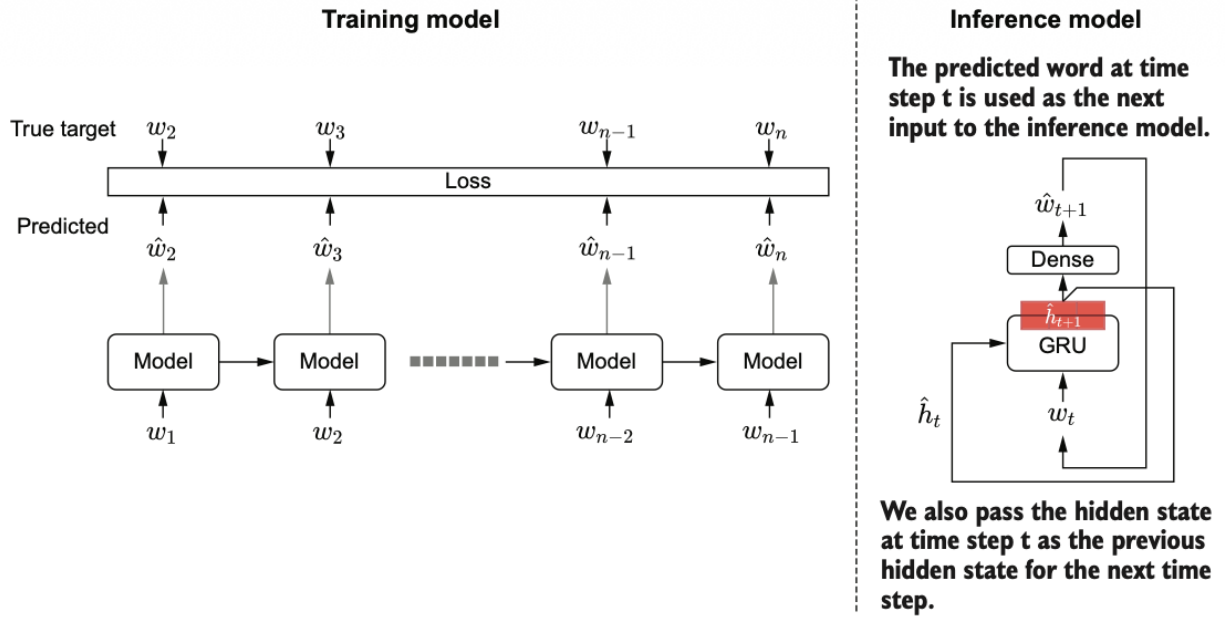 Training model
True target w₂ w₃ wₙ₋₁ wₙ
Loss
Predicted
ŵ₂ ŵ₃ ŵₙ₋₁ ŵₙ
Model Model Model Model
w₁ w₂ wₙ₋₂ wₙ₋₁
Inference model
The predicted word at time
step t is used as the next
input to the inference model.
ŵₜ₊₁
Dense
ĥₜ₊₁
GRU
ĥₜ wₜ
We also pass the hidden state
at time step t as the previous
hidden state for the next time
step.